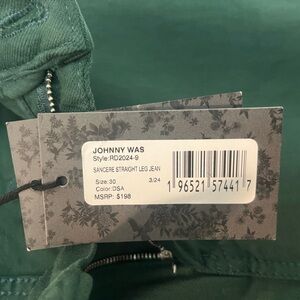 JOHNNY WAS
Style:RD2024-9
SANCERE STRAIGHT LEG JEAN
Size:30 3/24
Color:DSA
MSRP: $198
1 96521 57441 7